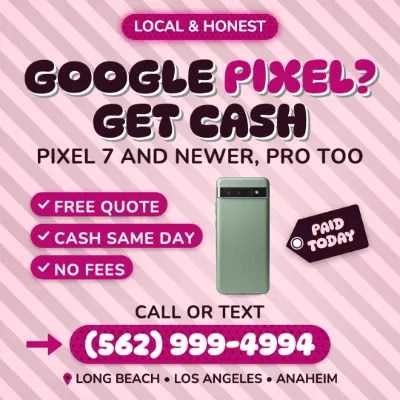 LOCAL & HONEST
GOOGLE PIXEL?
GET CASH
PIXEL 7 AND NEWER, PRO TOO
FREE QUOTE
CASH SAME DAY
NO FEES
PAID
TODAY
CALL OR TEXT
(562) 999-4994
LONG BEACH • LOS ANGELES • ANAHEIM